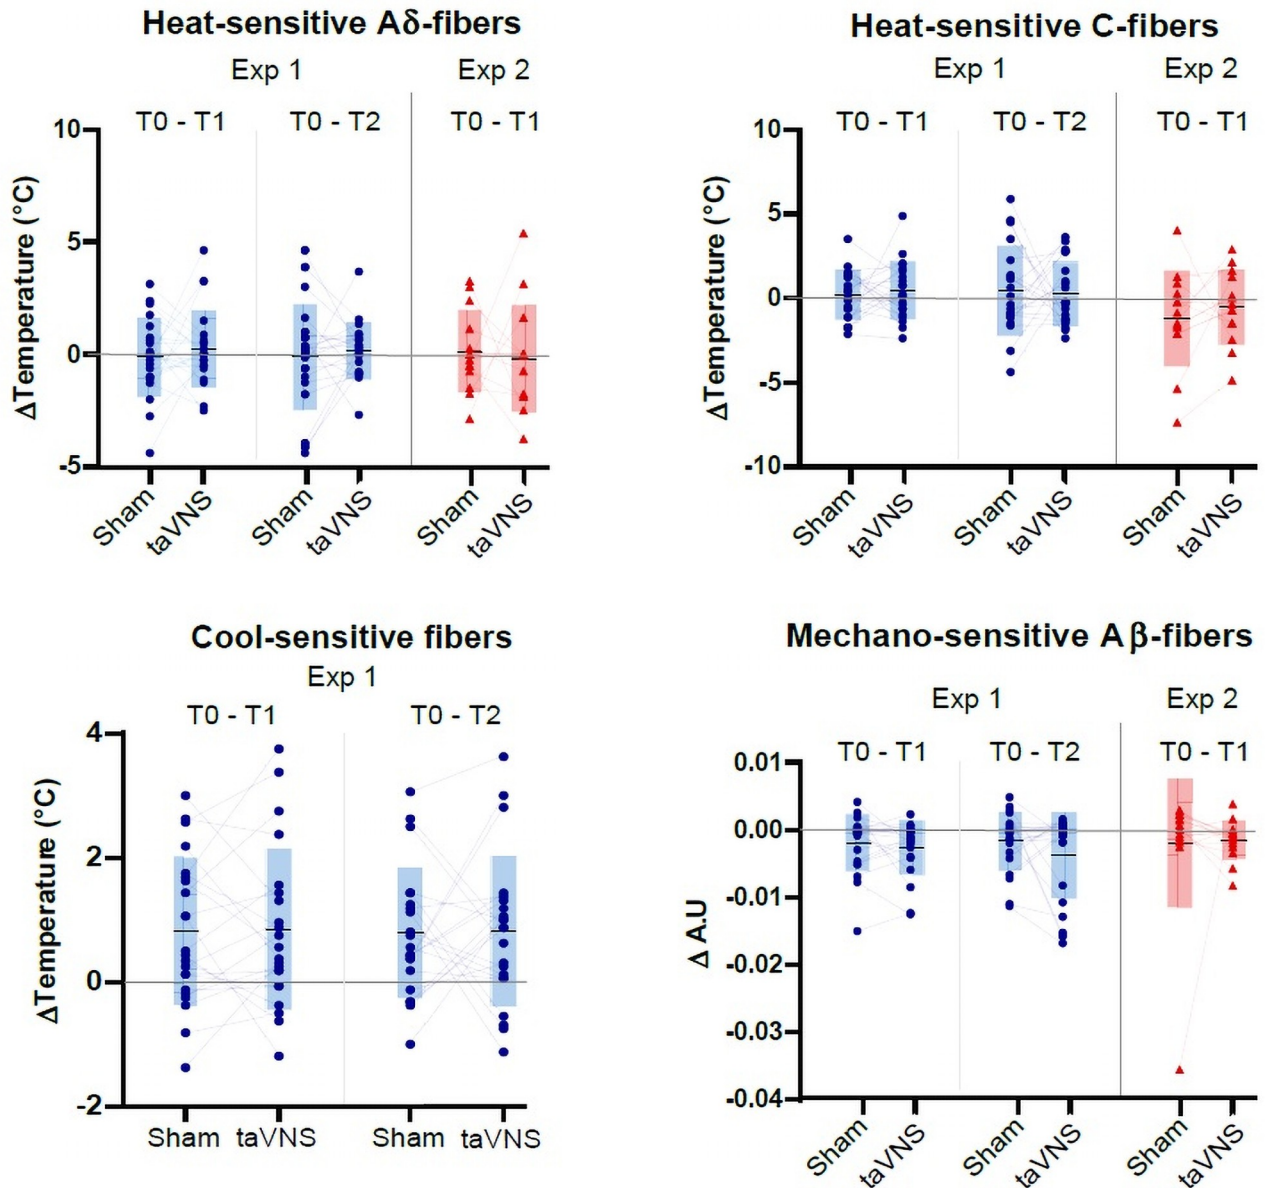 Heat-sensitive Aδ-fibers
Exp 1 Exp 2
T0 - T1 T0 - T2 T0 - T1
10
5
0
-5
ΔTemperature (°C)
Sham taVNS Sham taVNS Sham taVNS
Heat-sensitive C-fibers
Exp 1 Exp 2
T0 - T1 T0 - T2 T0 - T1
10
5
0
-5
-10
ΔTemperature (°C)
Sham taVNS Sham taVNS Sham taVNS
Cool-sensitive fibers
Exp 1
T0 - T1 T0 - T2
4
2
0
-2
ΔTemperature (°C)
Sham taVNS Sham taVNS
Mechano-sensitive Aβ-fibers
Exp 1 Exp 2
T0 - T1 T0 - T2 T0 - T1
0.01
0.00
-0.01
-0.02
-0.03
-0.04
Δ A.U
Sham taVNS Sham taVNS Sham taVNS